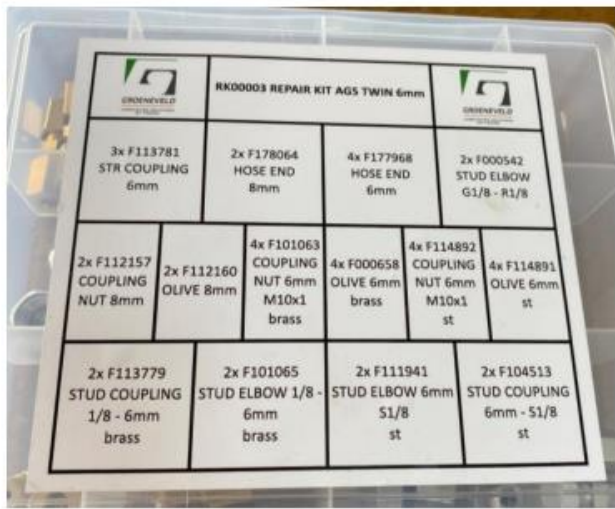 GROENEVELD
RK00003 REPAIR KIT AGS TWIN 6mm
GROENEVELD
3x F113781
STR COUPLING
6mm
2x F178064
HOSE END
8mm
4x F177968
HOSE END
6mm
2x F000542
STUD ELBOW
G1/8 - R1/8
2x F112157
COUPLING
NUT 8mm
2x F112160
OLIVE 8mm
4x F101063
COUPLING
NUT 6mm
M10x1
brass
4x F000658
OLIVE 6mm
brass
4x F114892
COUPLING
NUT 6mm
M10x1
st
4x F114891
OLIVE 6mm
st
2x F113779
STUD COUPLING
1/8 - 6mm
brass
2x F101065
STUD ELBOW 1/8 -
6mm
brass
2x F111941
STUD ELBOW 6mm
S1/8
st
2x F104513
STUD COUPLING
6mm - S1/8
st